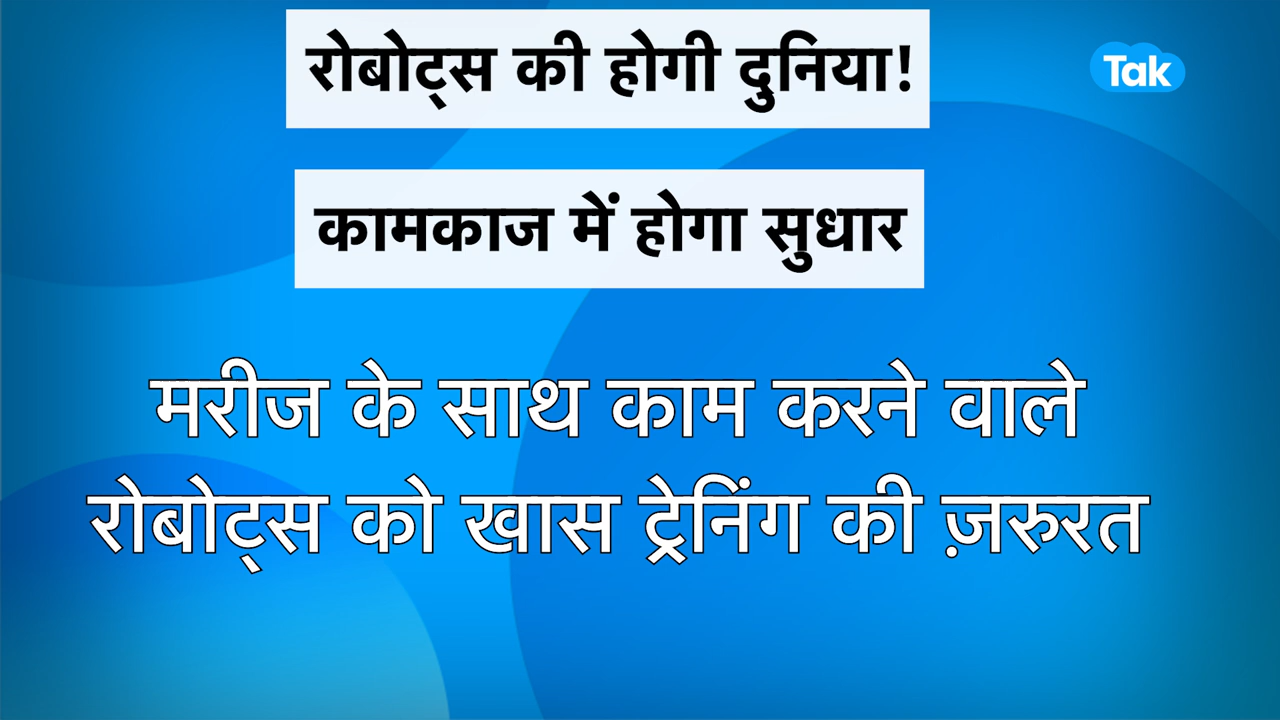 रोबोट्स की होगी दुनिया!
Tak
कामकाज में होगा सुधार
मरीज के साथ काम करने वाले
रोबोट्स को खास ट्रेनिंग की ज़रुरत